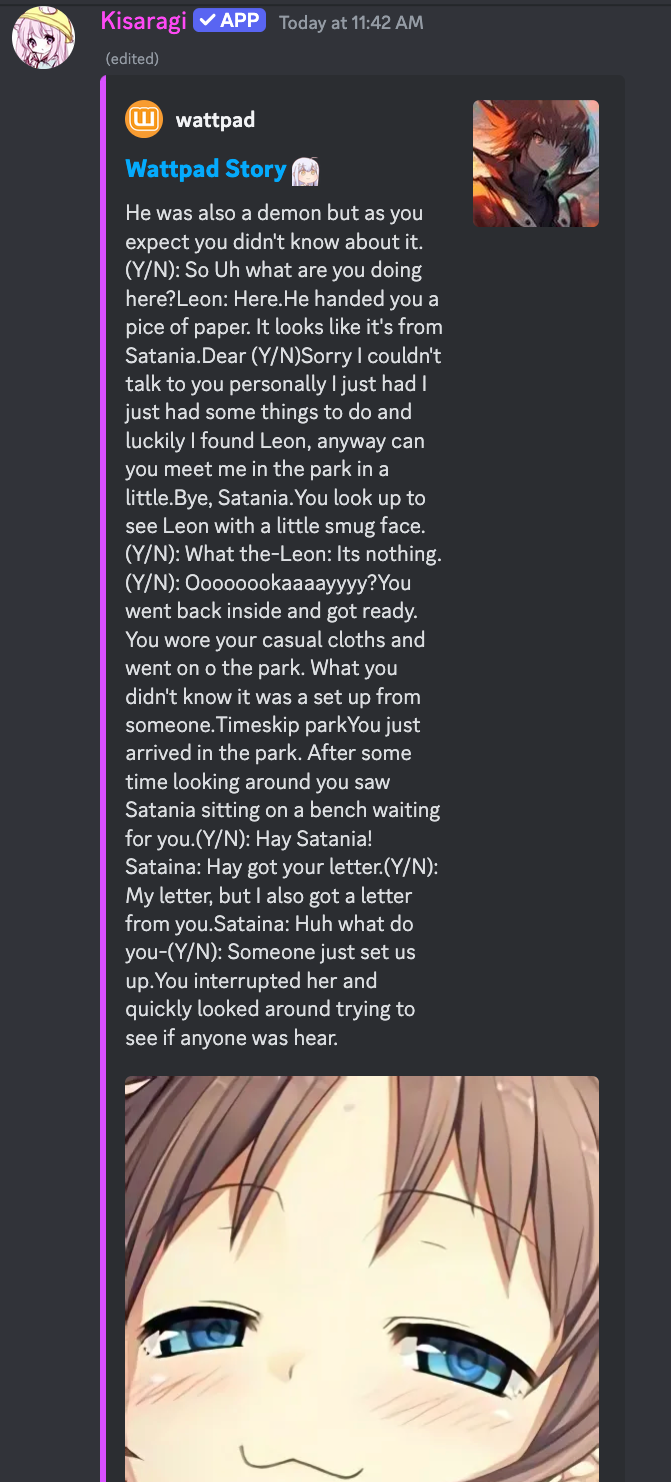 Kisaragi ✓ APP Today at 11:42 AM
(edited)
wattpad
Wattpad Story
He was also a demon but as you
expect you didn't know about it.
(Y/N): So Uh what are you doing
here?Leon: Here.He handed you a
pice of paper. It looks like it's from
Satania.Dear (Y/N)Sorry I couldn't
talk to you personally I just had I
just had some things to do and
luckily I found Leon, anyway can
you meet me in the park in a
little.Bye, Satania.You look up to
see Leon with a little smug face.
(Y/N): What the-Leon: Its nothing.
(Y/N): Oooooookaaaayyyy?You
went back inside and got ready.
You wore your casual cloths and
went on o the park. What you
didn't know it was a set up from
someone.Timeskip parkYou just
arrived in the park. After some
time looking around you saw
Satania sitting on a bench waiting
for you.(Y/N): Hay Satania!
Sataina: Hay got your letter.(Y/N):
My letter, but I also got a letter
from you.Sataina: Huh what do
you-(Y/N): Someone just set us
up.You interrupted her and
quickly looked around trying to
see if anyone was hear.